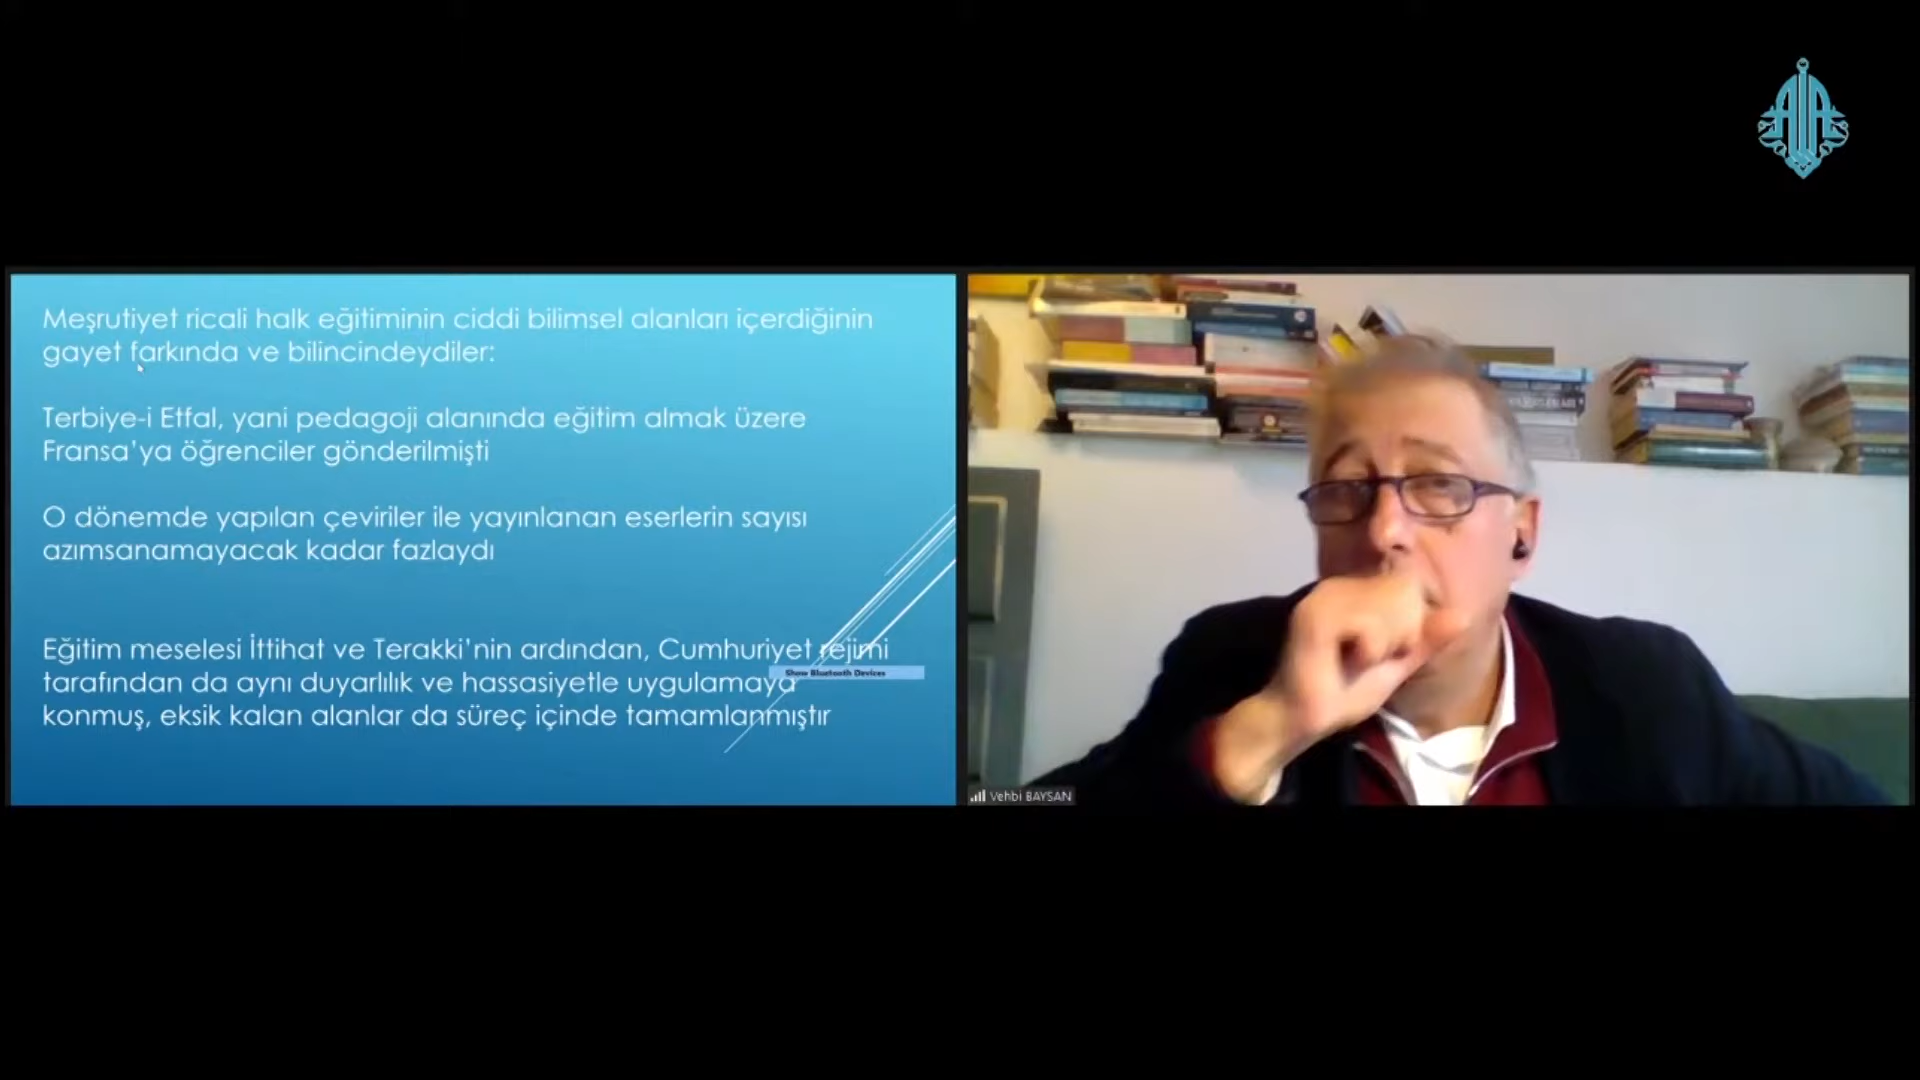 Meşrutiyet ricali halk eğitiminin ciddi bilimsel alanları içerdiğinin
gayet farkında ve bilincindeydiler:
Terbiye-i Etfal, yani pedagoji alanında eğitim almak üzere
Fransa'ya öğrenciler gönderilmişti
O dönemde yapılan çeviriler ile yayınlanan eserlerin sayısı
azımsanamayacak kadar fazlaydı
Eğitim meselesi İttihat ve Terakki'nin ardından, Cumhuriyet rejimi
Show Bluetooth Devices
tarafından da aynı duyarlılık ve hassasiyetle uygulamaya
konmuş, eksik kalan alanlar da süreç içinde tamamlanmıştır
Vehbi BAYSAN